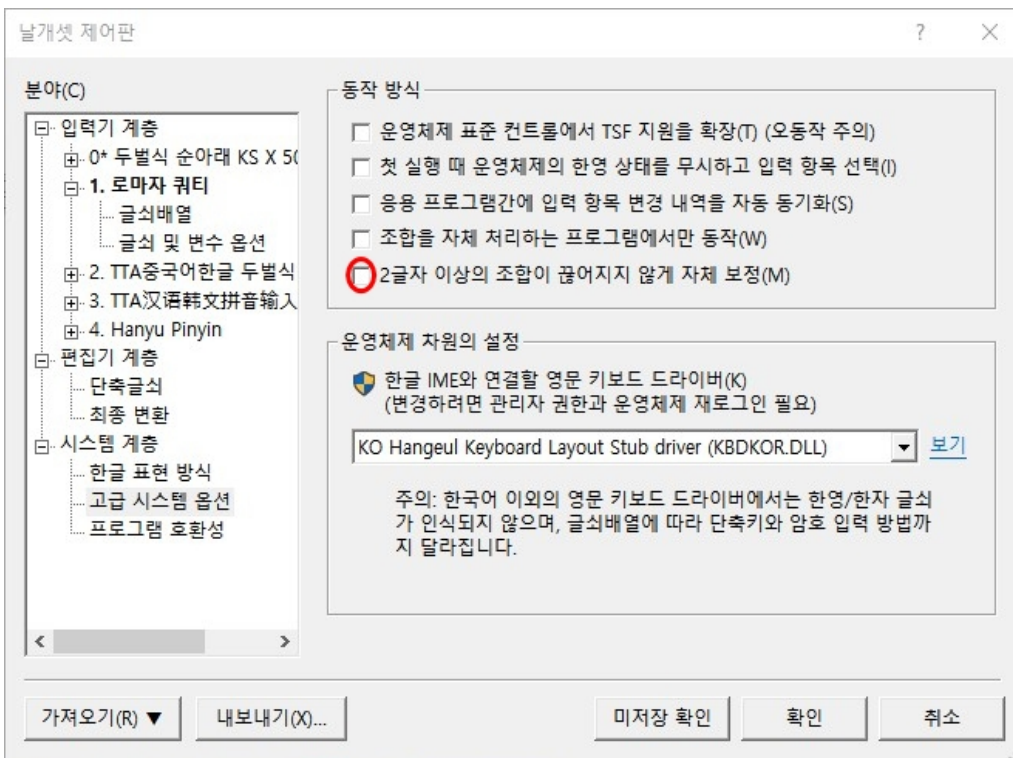 날개셋 제어판
분야(C)
입력기 계층
0* 두벌식 순아래 KS X 50
1. 로마자 쿼티
글쇠배열
글쇠 및 변수 옵션
2. TTA중국어한글 두벌식
3. TTA汉语韩文拼音输入
4. Hanyu Pinyin
편집기 계층
단축글쇠
최종 변환
시스템 계층
한글 표현 방식
고급 시스템 옵션
프로그램 호환성
동작 방식
운영체제 표준 컨트롤에서 TSF 지원을 확장(T) (오동작 주의)
첫 실행 때 운영체제의 한영 상태를 무시하고 입력 항목 선택(I)
응용 프로그램간에 입력 항목 변경 내역을 자동 동기화(S)
조합을 자체 처리하는 프로그램에서만 동작(W)
2글자 이상의 조합이 끊어지지 않게 자체 보정(M)
운영체제 차원의 설정
한글 IME와 연결할 영문 키보드 드라이버(K)
(변경하려면 관리자 권한과 운영체제 재로그인 필요)
KO Hangeul Keyboard Layout Stub driver (KBDKOR.DLL)
보기
주의: 한국어 이외의 영문 키보드 드라이버에서는 한영/한자 글쇠
가 인식되지 않으며, 글쇠배열에 따라 단축키와 암호 입력 방법까
지 달라집니다.
가져오기(R) ▼
내보내기(X)...
미저장 확인
확인
취소